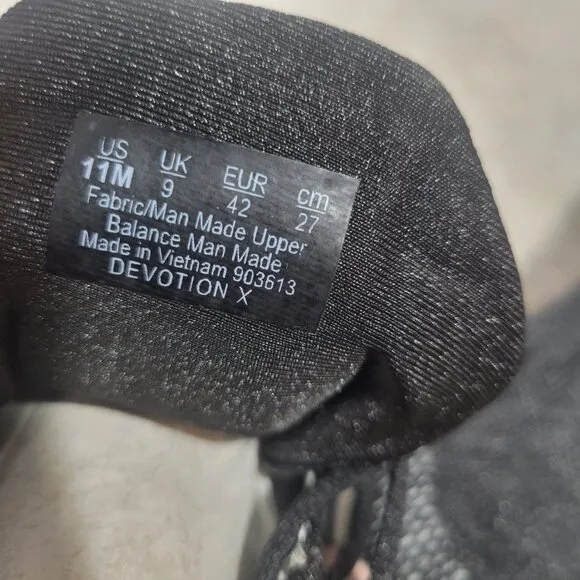 US UK EUR cm
11M 9 42 27
Fabric/Man Made Upper
Balance Man Made
Made in Vietnam 903613
DEVOTION X